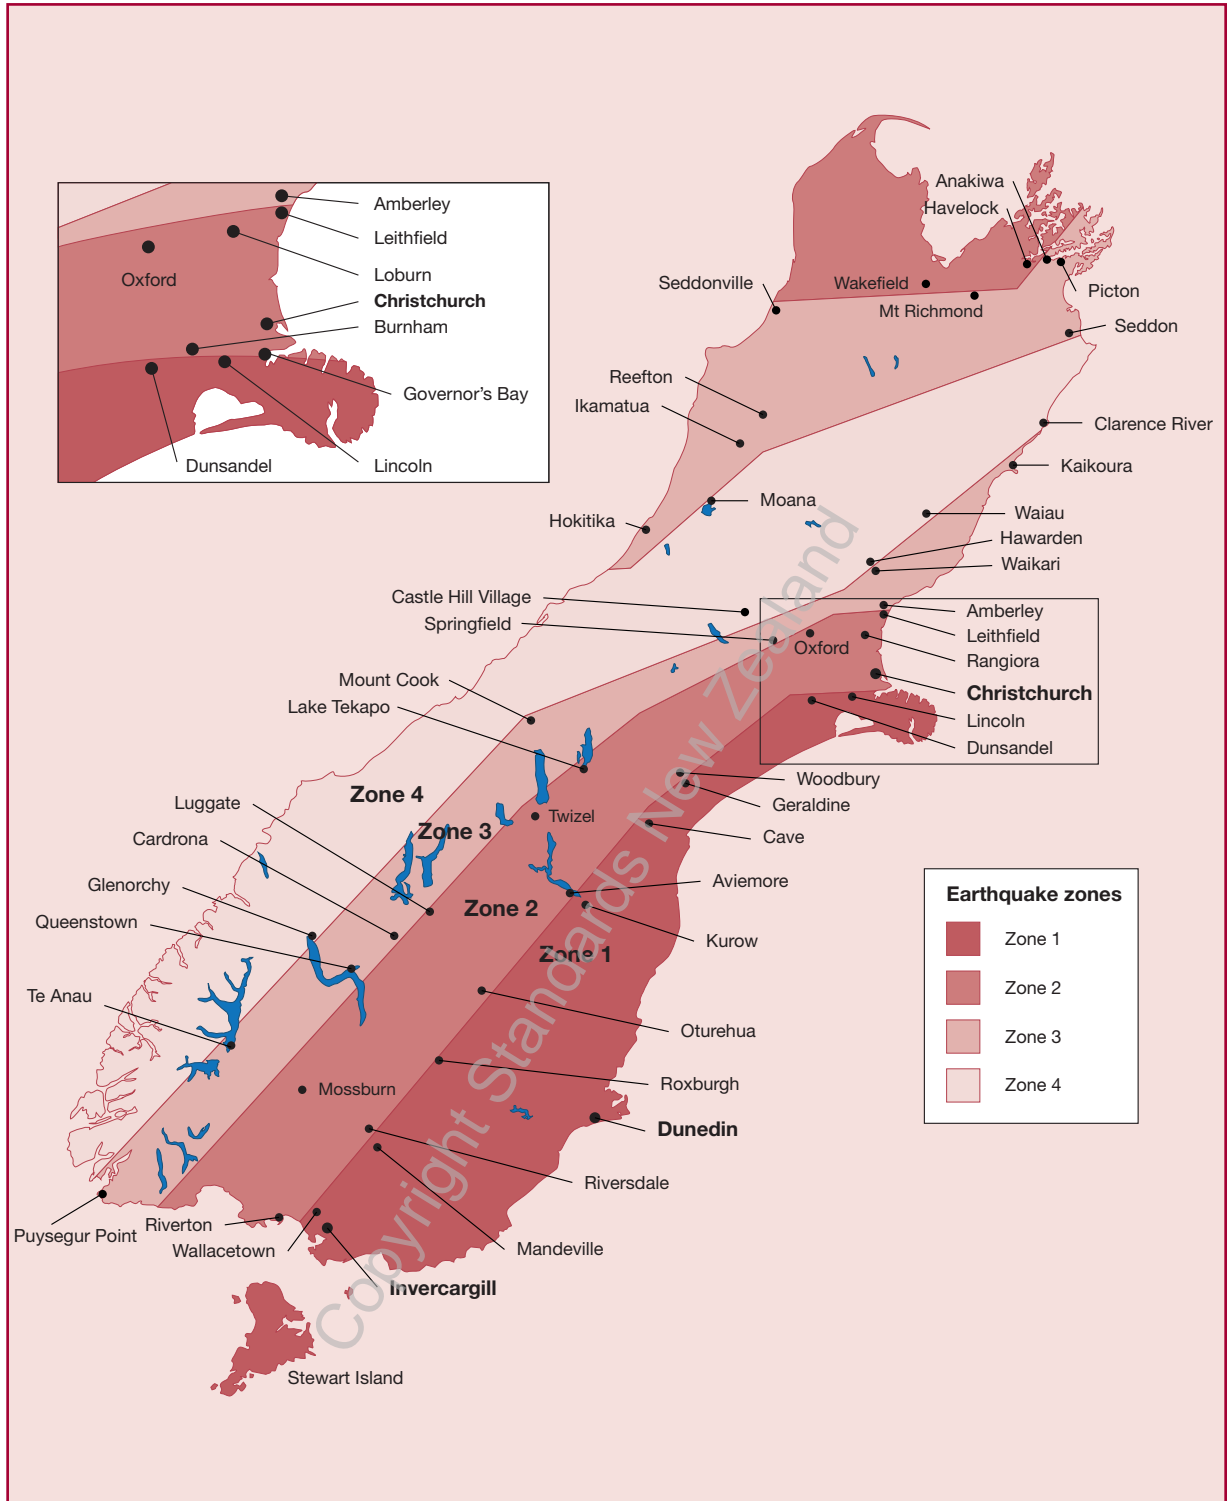 Anakiwa
Havelock
Amberley
Leithfield
Oxford
Loburn
Christchurch
Burnham
Governor's Bay
Dunsandel
Lincoln
Seddonville
Wakefield
Mt Richmond
Picton
Seddon
Reefton
Ikamatua
Clarence River
Kaikoura
Moana
Hokitika
Waiau
Hawarden
Waikari
Castle Hill Village
Springfield
Amberley
Leithfield
Oxford
Rangiora
Christchurch
Lincoln
Dunsandel
Mount Cook
Lake Tekapo
Woodbury
Geraldine
Zone 4
Luggate
Twizel
Zone 3
Cardrona
Cave
Glenorchy
Aviemore
Queenstown
Zone 2
Kurow
Zone 1
Te Anau
Oturehua
Mossburn
Roxburgh
Dunedin
Riversdale
Puysegur Point
Riverton
Wallacetown
Mandeville
Invercargill
Stewart Island
Earthquake zones
Zone 1
Zone 2
Zone 3
Zone 4
Copyright Standards New Zealand